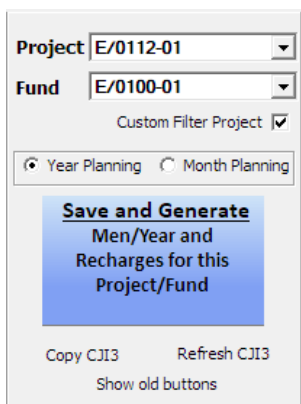 Project E/0112-01
Fund E/0100-01
Custom Filter Project
Year Planning Month Planning
Save and Generate
Men/Year and
Recharges for this
Project/Fund
Copy CJI3 Refresh CJI3
Show old buttons